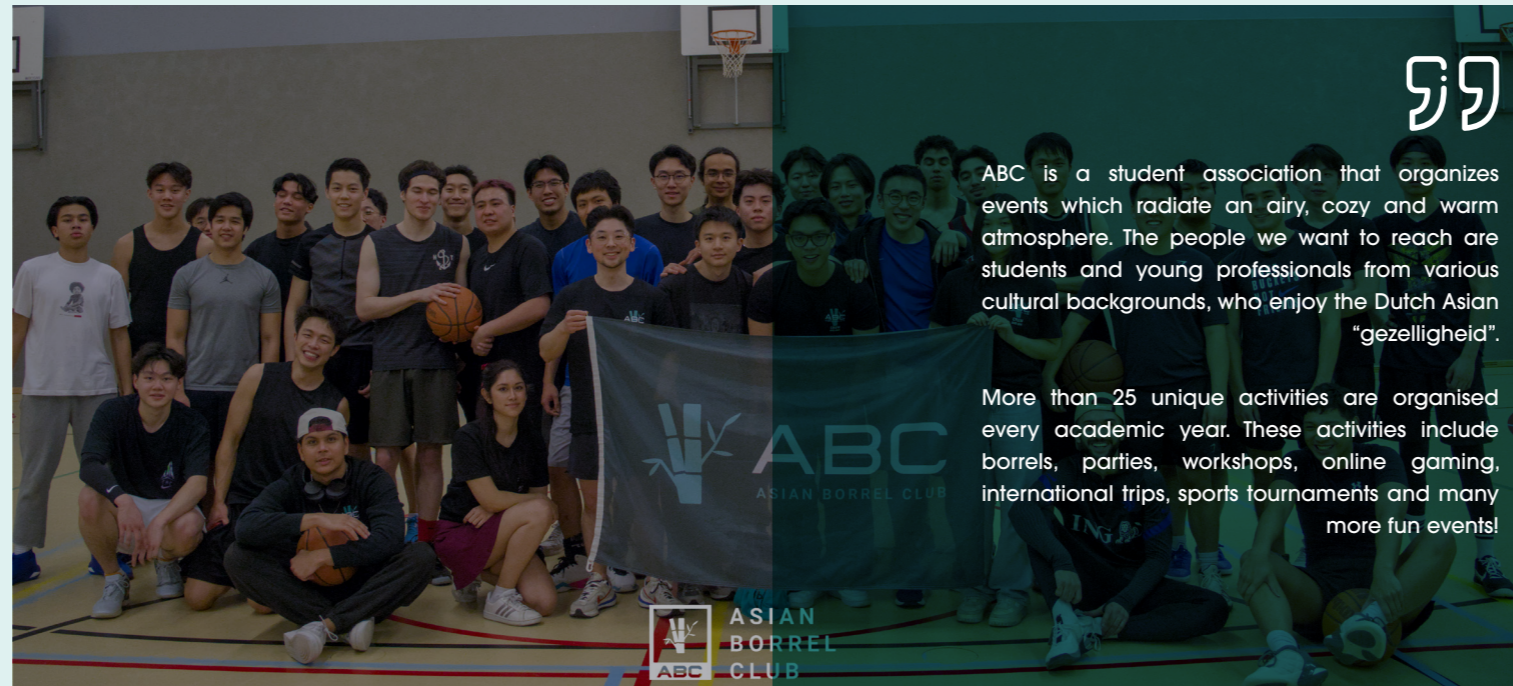 ABC is a student association that organizes
events which radiate an airy, cozy and warm
atmosphere. The people we want to reach are
students and young professionals from various
cultural backgrounds, who enjoy the Dutch Asian
“gezelligheid”.
More than 25 unique activities are organised
every academic year. These activities include
borrels, parties, workshops, online gaming,
international trips, sports tournaments and many
more fun events!
ABC
ABC
ASIAN BORREL CLUB
ING
ABC
ASIAN
BORREL
CLUB